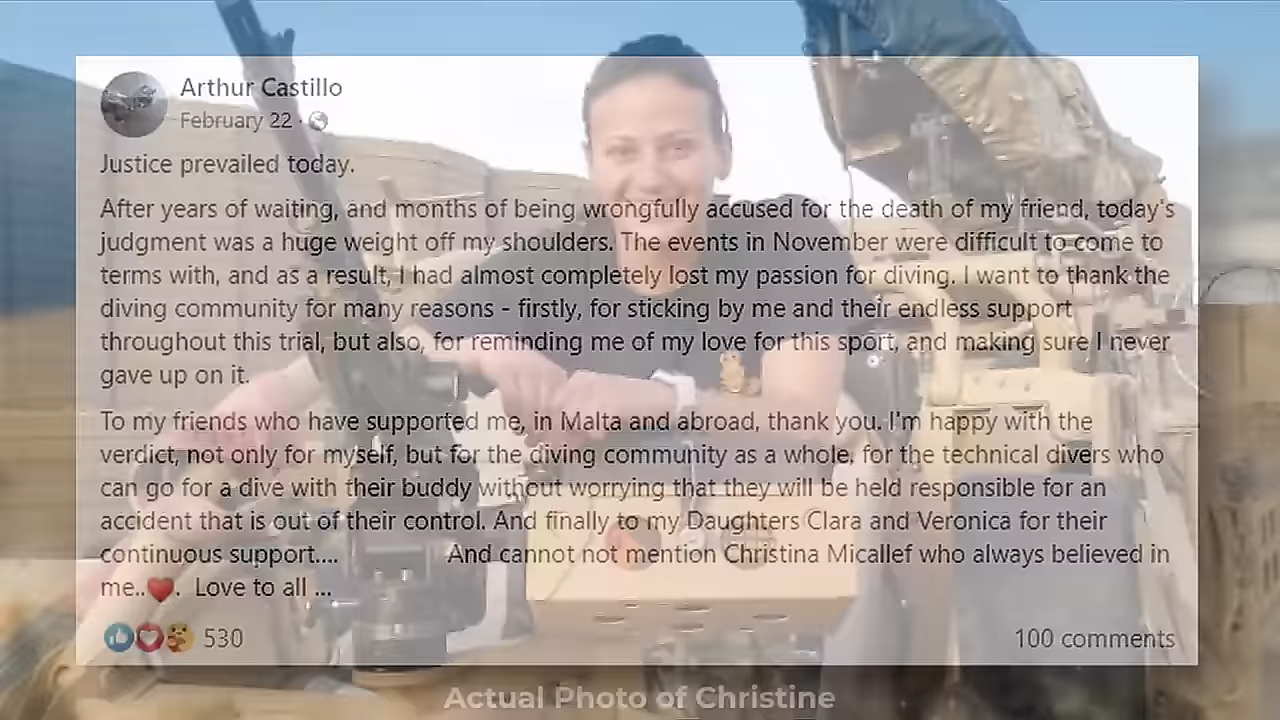 Arthur Castillo
February 22 ·
Justice prevailed today.
After years of waiting, and months of being wrongfully accused for the death of my friend, today's
judgment was a huge weight off my shoulders. The events in November were difficult to come to
terms with, and as a result, I had almost completely lost my passion for diving. I want to thank the
diving community for many reasons - firstly, for sticking by me and their endless support
throughout this trial, but also, for reminding me of my love for this sport, and making sure I never
gave up on it.
To my friends who have supported me, in Malta and abroad, thank you. I'm happy with the
verdict, not only for myself, but for the diving community as a whole, for the technical divers who
can go for a dive with their buddy without worrying that they will be held responsible for an
accident that is out of their control. And finally to my Daughters Clara and Veronica for their
continuous support.... And cannot not mention Christina Micallef who always believed in
me..❤️. Love to all ...
530
100 comments
Actual Photo of Christine